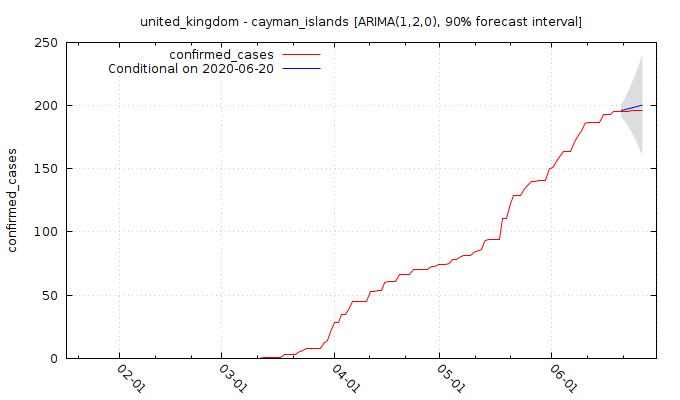 united_kingdom - cayman_islands [ARIMA(1,2,0), 90% forecast interval]
confirmed_cases
Conditional on 2020-06-20
250
200
150
100
50
0
confirmed_cases
02-01
03-01
04-01
05-01
06-01